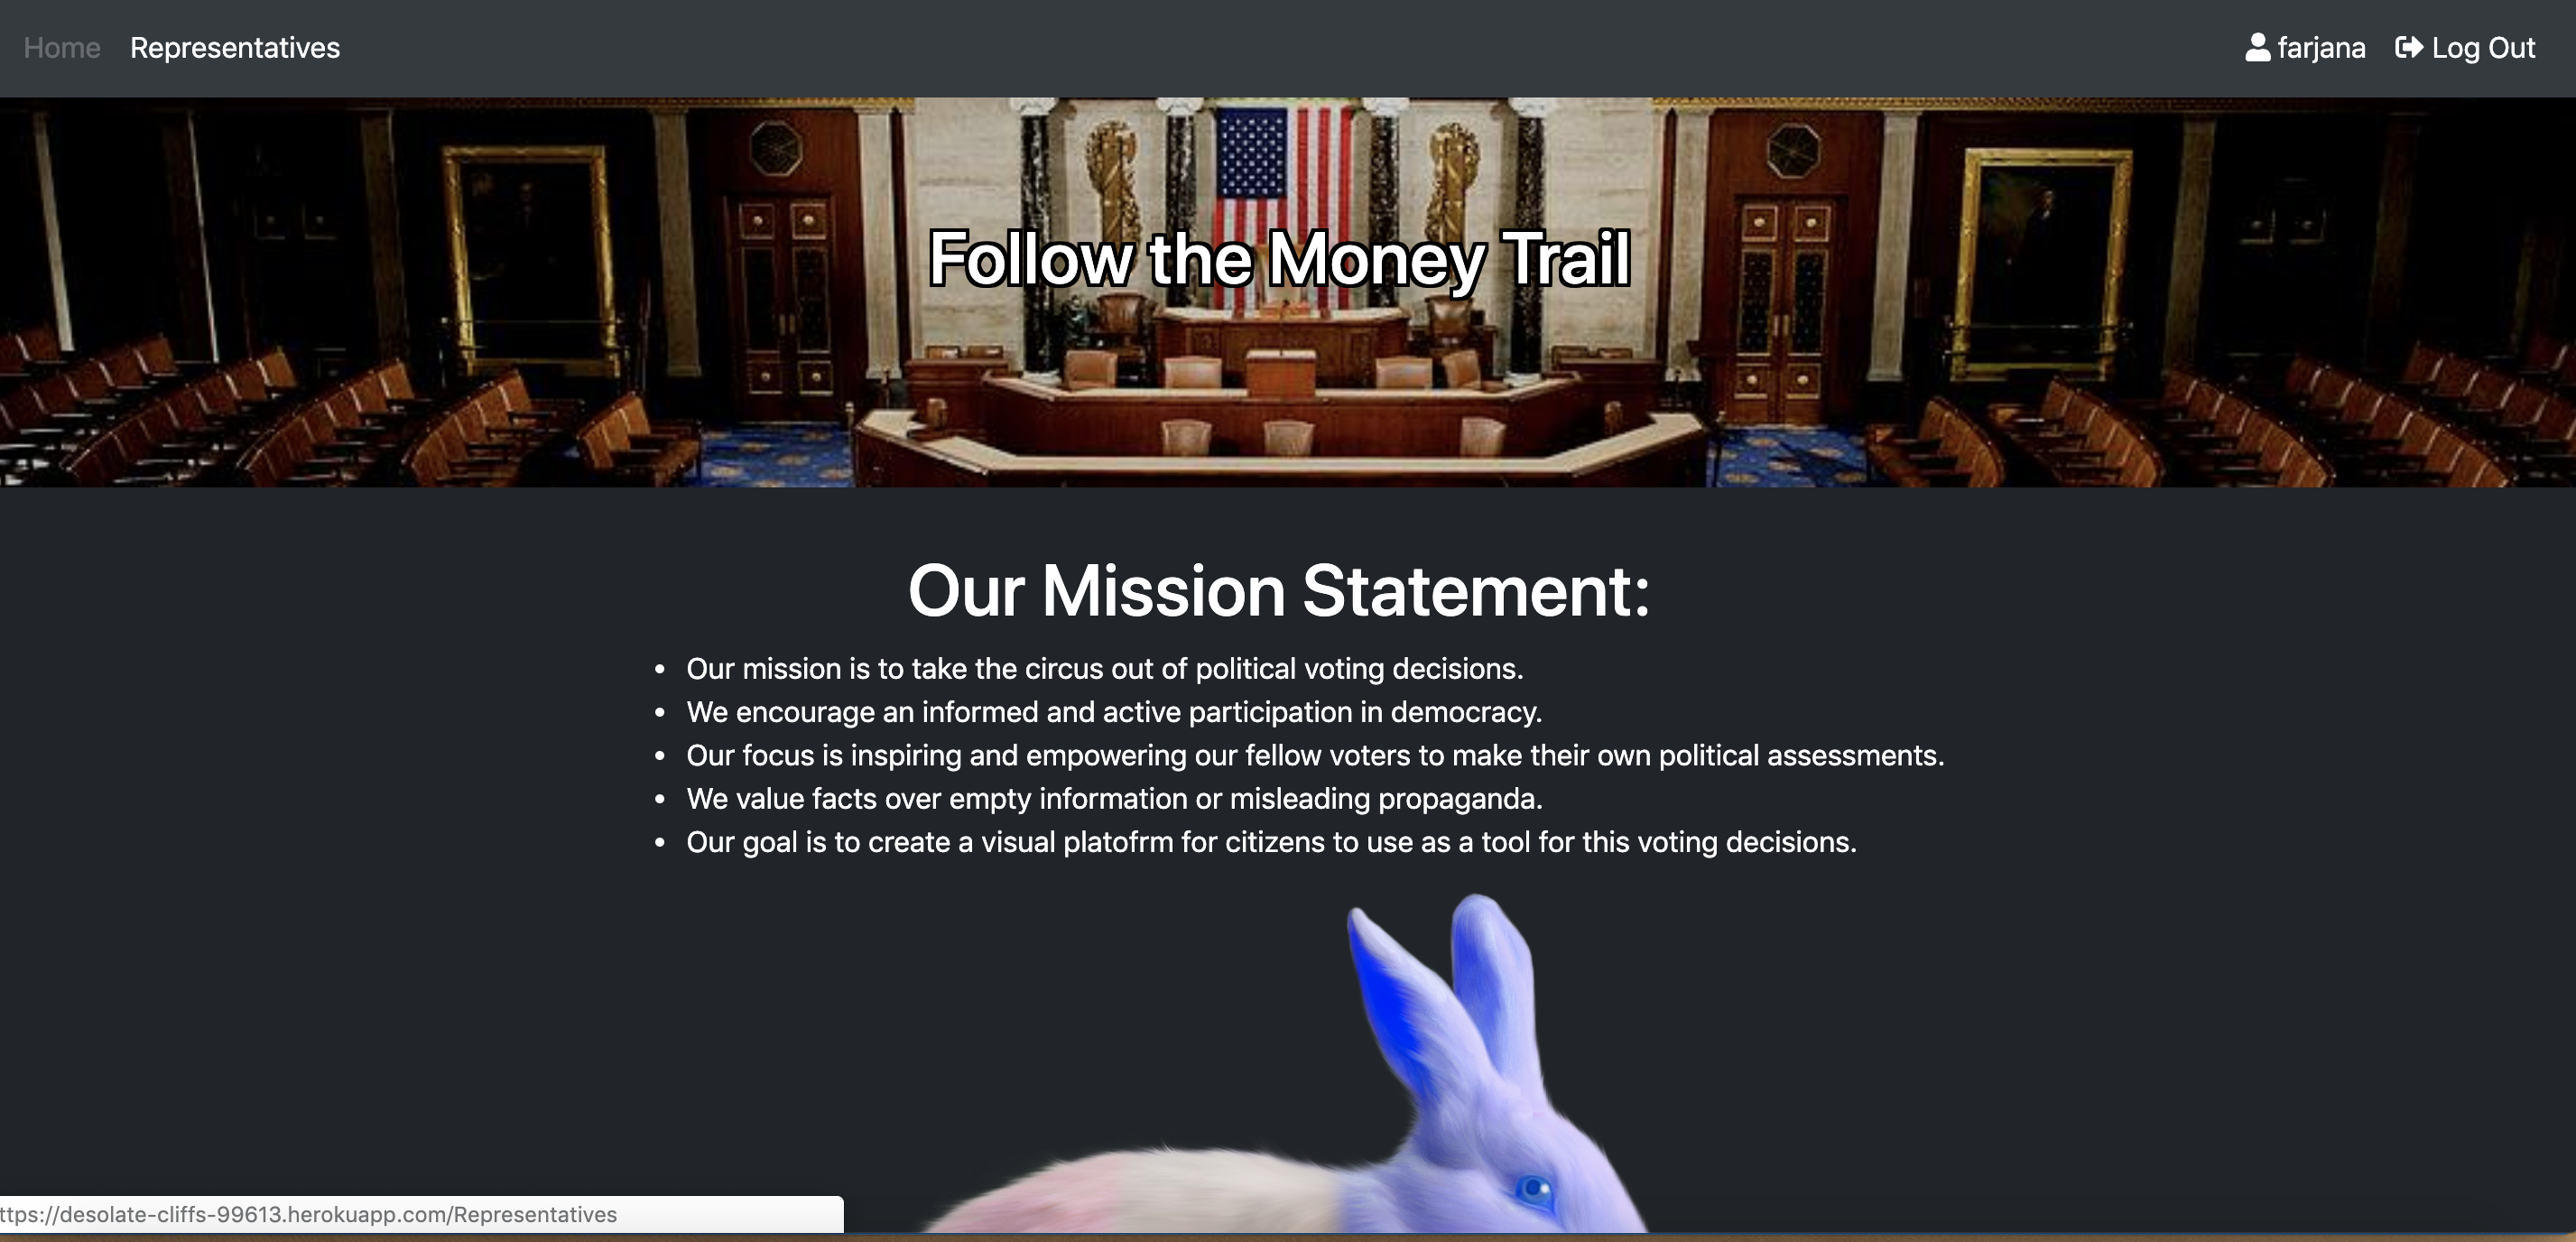 Home Representatives farjana Log Out
Follow the Money Trail
Our Mission Statement:
• Our mission is to take the circus out of political voting decisions.
• We encourage an informed and active participation in democracy.
• Our focus is inspiring and empowering our fellow voters to make their own political assessments.
• We value facts over empty information or misleading propaganda.
• Our goal is to create a visual platofrm for citizens to use as a tool for this voting decisions.
ttps://desolate-cliffs-99613.herokuapp.com/Representatives